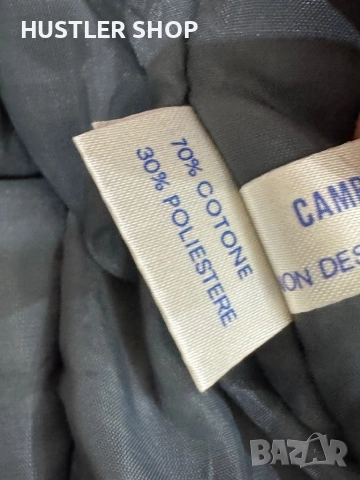 HUSTLER SHOP
70% COTONE
30% POLIESTERE
CAMP
ON DES
BAZAR